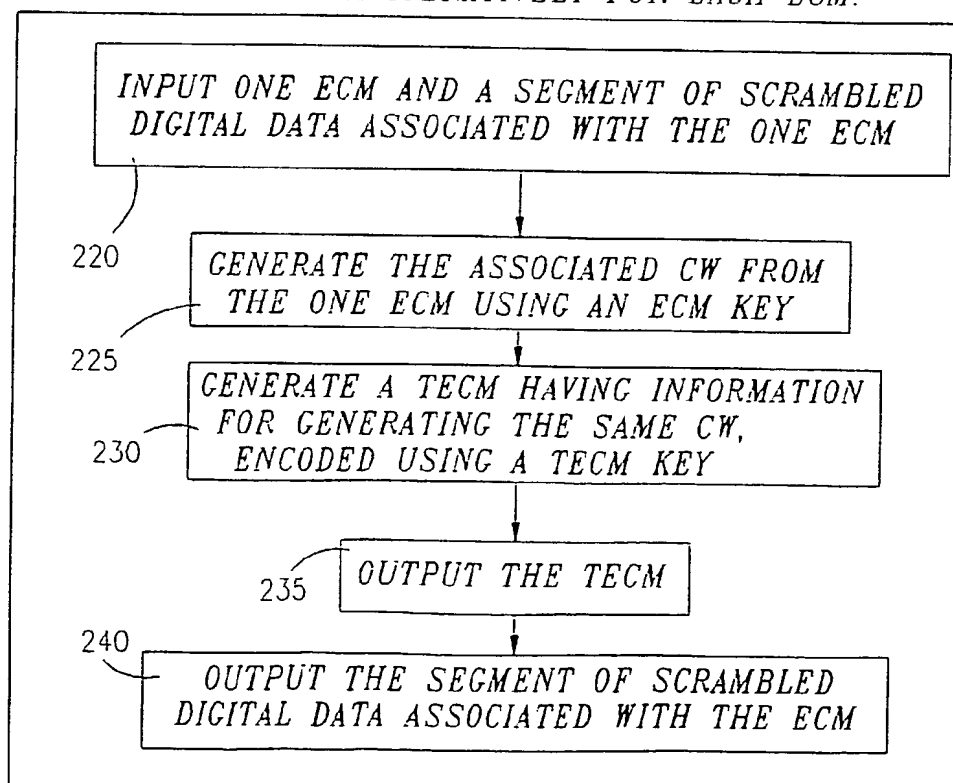 FOR EACH ECM:
INPUT ONE ECM AND A SEGMENT OF SCRAMBLED
DIGITAL DATA ASSOCIATED WITH THE ONE ECM
220
GENERATE THE ASSOCIATED CW FROM
THE ONE ECM USING AN ECM KEY
225
GENERATE A TECM HAVING INFORMATION
FOR GENERATING THE SAME CW,
ENCODED USING A TECM KEY
230
OUTPUT THE TECM
235
240
OUTPUT THE SEGMENT OF SCRAMBLED
DIGITAL DATA ASSOCIATED WITH THE ECM